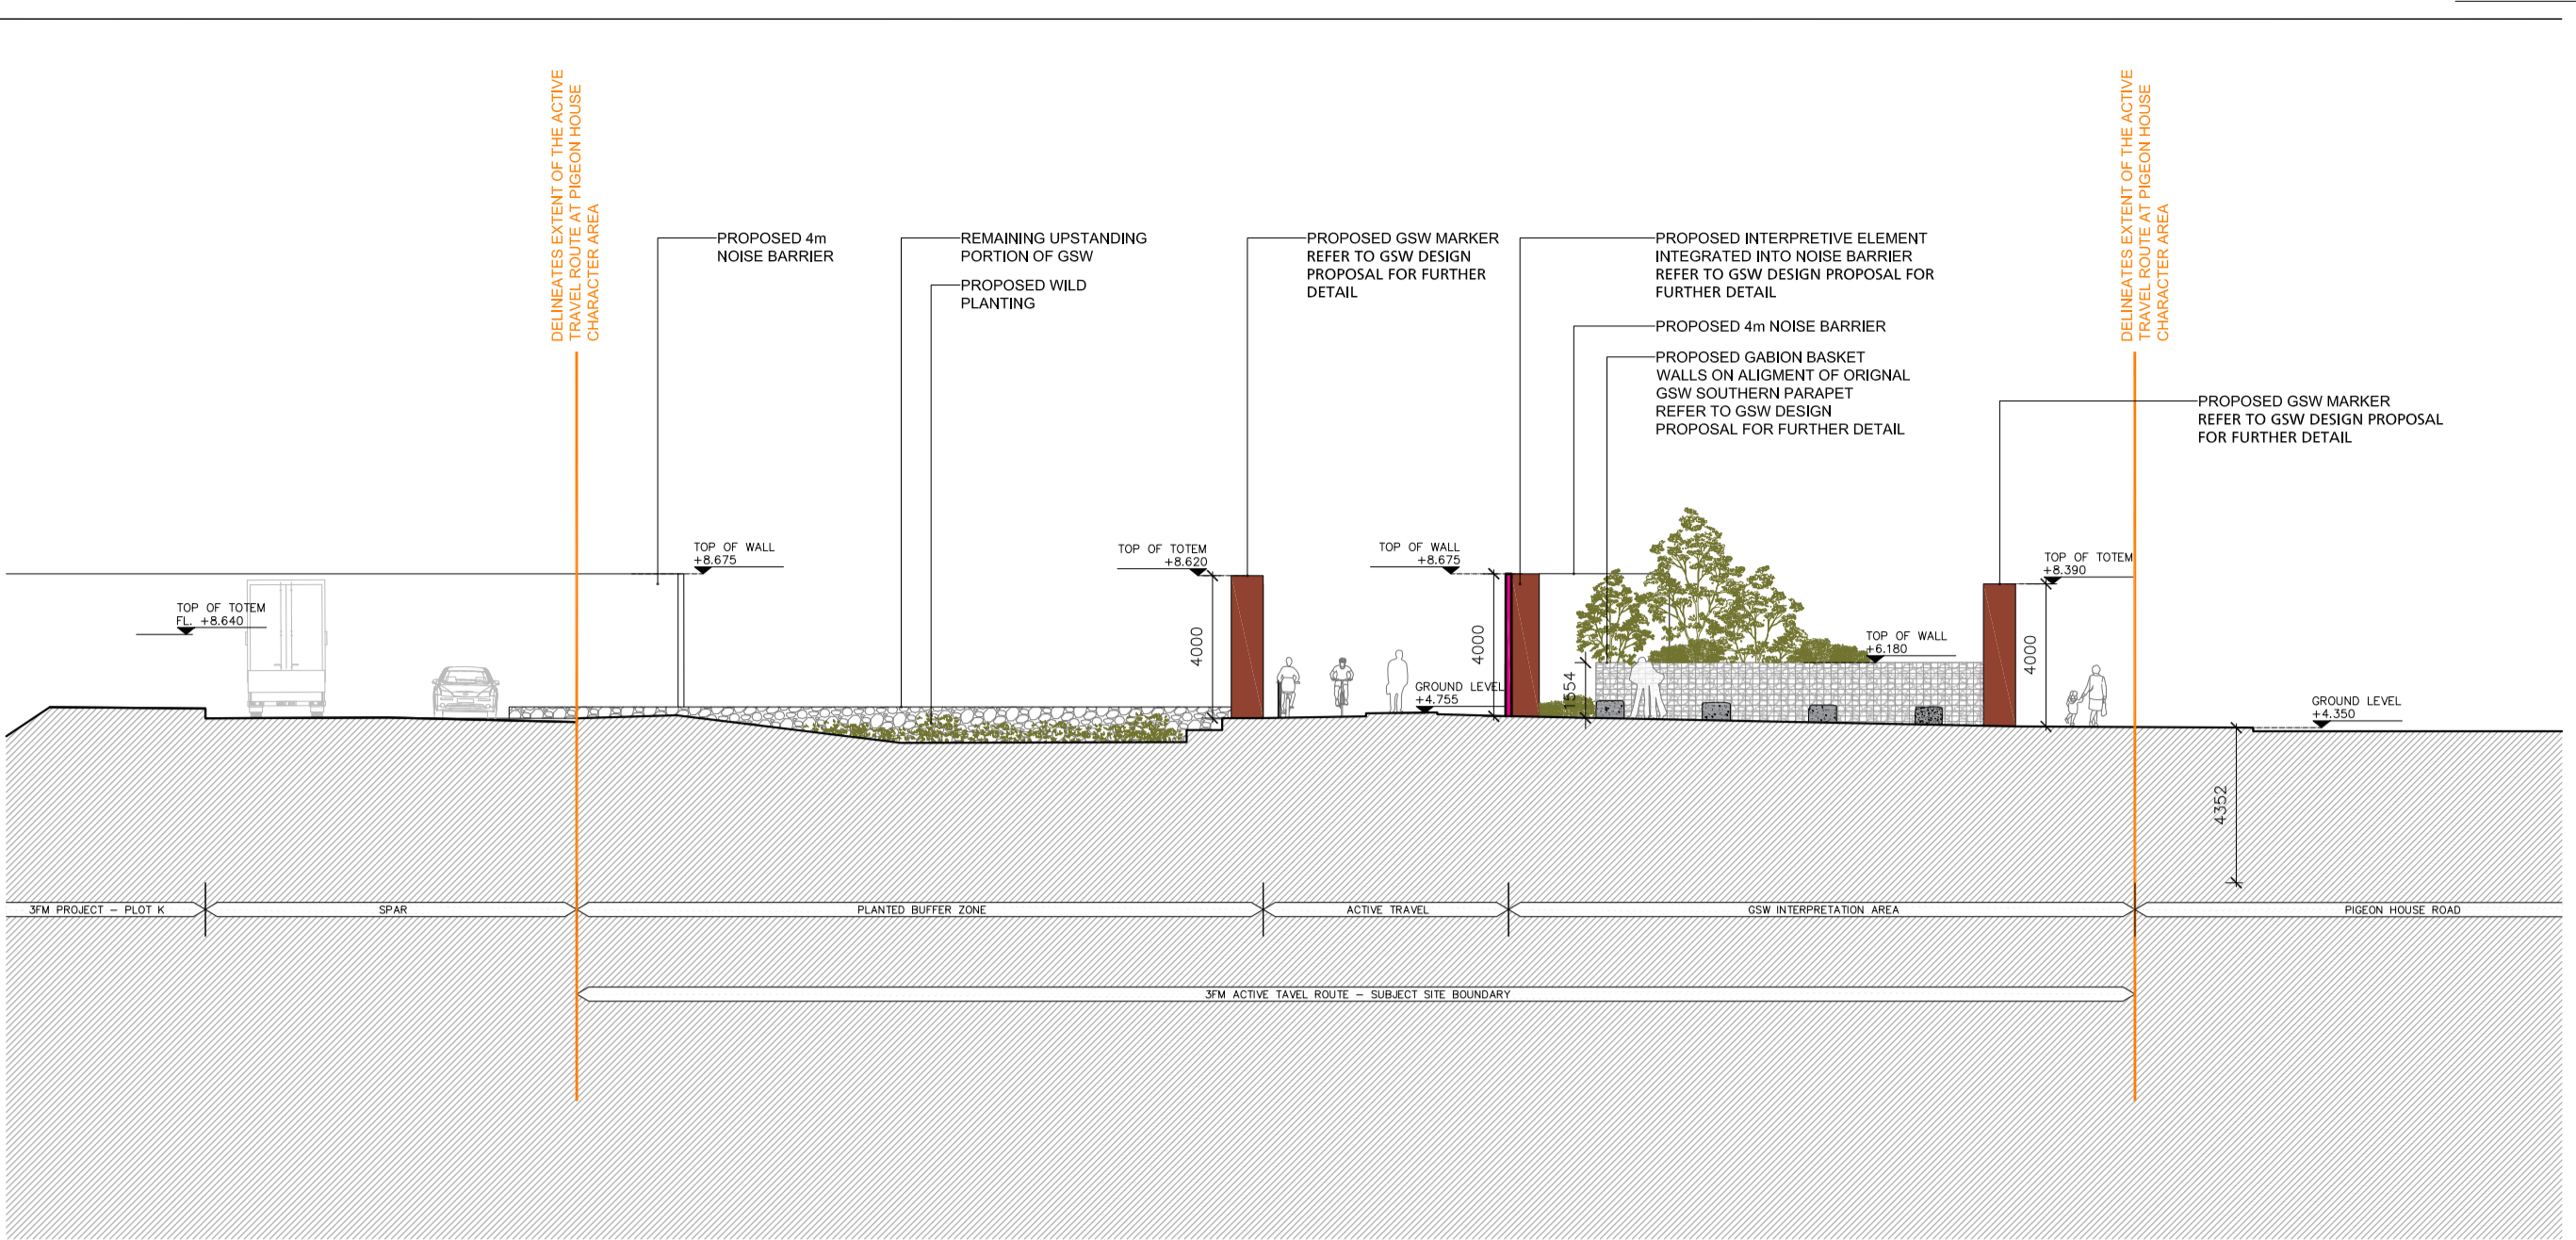 DELINEATES EXTENT OF THE ACTIVE
TRAVEL ROUTE AT PIGEON HOUSE
CHARACTER AREA
DELINEATES EXTENT OF THE ACTIVE
TRAVEL ROUTE AT PIGEON HOUSE
CHARACTER AREA
PROPOSED 4m
NOISE BARRIER
REMAINING UPSTANDING
PORTION OF GSW
PROPOSED WILD
PLANTING
PROPOSED GSW MARKER
REFER TO GSW DESIGN
PROPOSAL FOR FURTHER
DETAIL
PROPOSED INTERPRETIVE ELEMENT
INTEGRATED INTO NOISE BARRIER
REFER TO GSW DESIGN PROPOSAL FOR
FURTHER DETAIL
PROPOSED 4m NOISE BARRIER
PROPOSED GABION BASKET
WALLS ON ALIGMENT OF ORIGNAL
GSW SOUTHERN PARAPET
REFER TO GSW DESIGN
PROPOSAL FOR FURTHER DETAIL
PROPOSED GSW MARKER
REFER TO GSW DESIGN PROPOSAL
FOR FURTHER DETAIL
TOP OF TOTEM
FL. +8.640
TOP OF WALL
+8.675
TOP OF TOTEM
+8.620
4000
TOP OF WALL
+8.675
4000
GROUND LEVEL
+4.755
1554
TOP OF WALL
+6.180
4000
TOP OF TOTEM
+8.390
GROUND LEVEL
+4.350
4352
3FM PROJECT – PLOT K
SPAR
PLANTED BUFFER ZONE
ACTIVE TRAVEL
GSW INTERPRETATION AREA
PIGEON HOUSE ROAD
3FM ACTIVE TAVEL ROUTE – SUBJECT SITE BOUNDARY